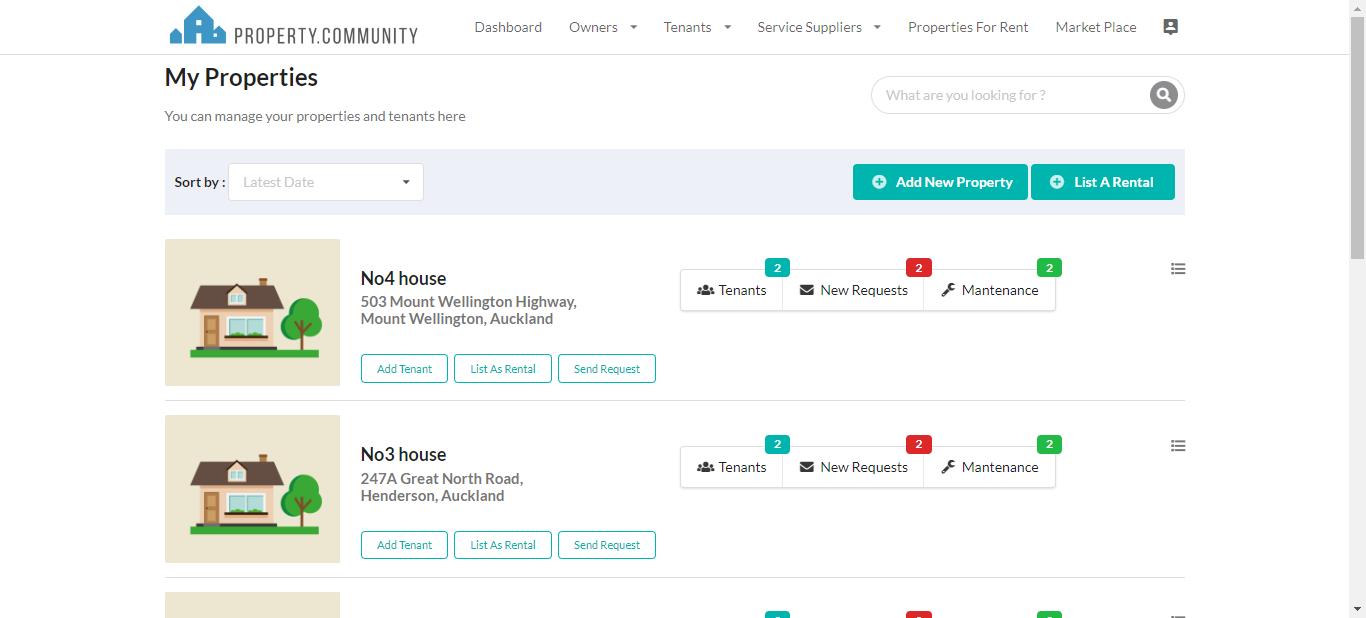 PROPERTY.COMMUNITY
Dashboard Owners Tenants Service Suppliers Properties For Rent Market Place
My Properties
What are you looking for ?
You can manage your properties and tenants here
Sort by : Latest Date Add New Property List A Rental
2 2 2
No4 house
Tenants New Requests Mantenance
503 Mount Wellington Highway,
Mount Wellington, Auckland
Add Tenant List As Rental Send Request
2 2 2
No3 house
Tenants New Requests Mantenance
247A Great North Road,
Henderson, Auckland
Add Tenant List As Rental Send Request